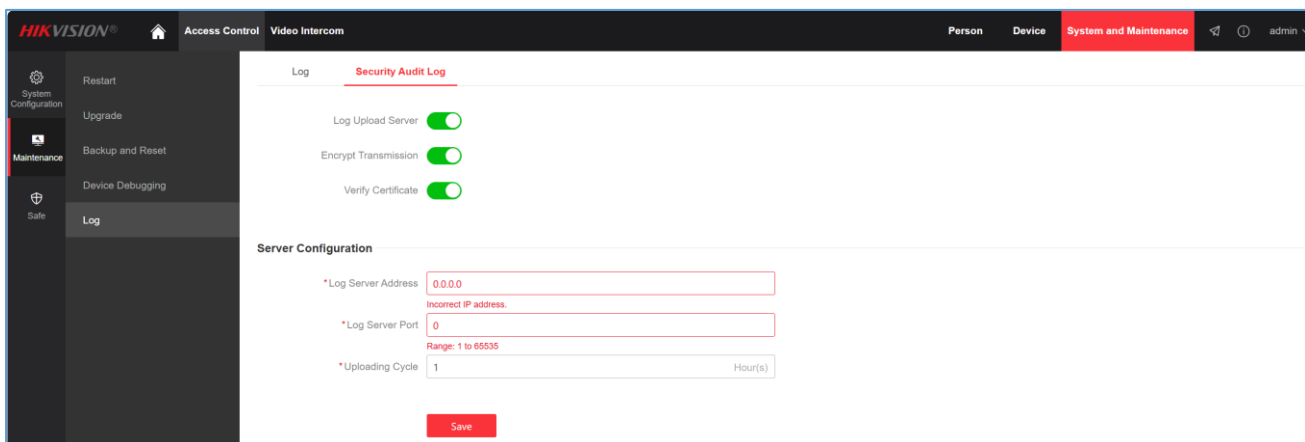 HIKVISION® Access Control Video Intercom Person Device System and Maintenance admin
System Configuration
Maintenance
Safe
Restart
Upgrade
Backup and Reset
Device Debugging
Log
Log Security Audit Log
Log Upload Server
Encrypt Transmission
Verify Certificate
Server Configuration
*Log Server Address 0.0.0.0
Incorrect IP address.
*Log Server Port 0
Range: 1 to 65535
*Uploading Cycle 1 Hour(s)
Save